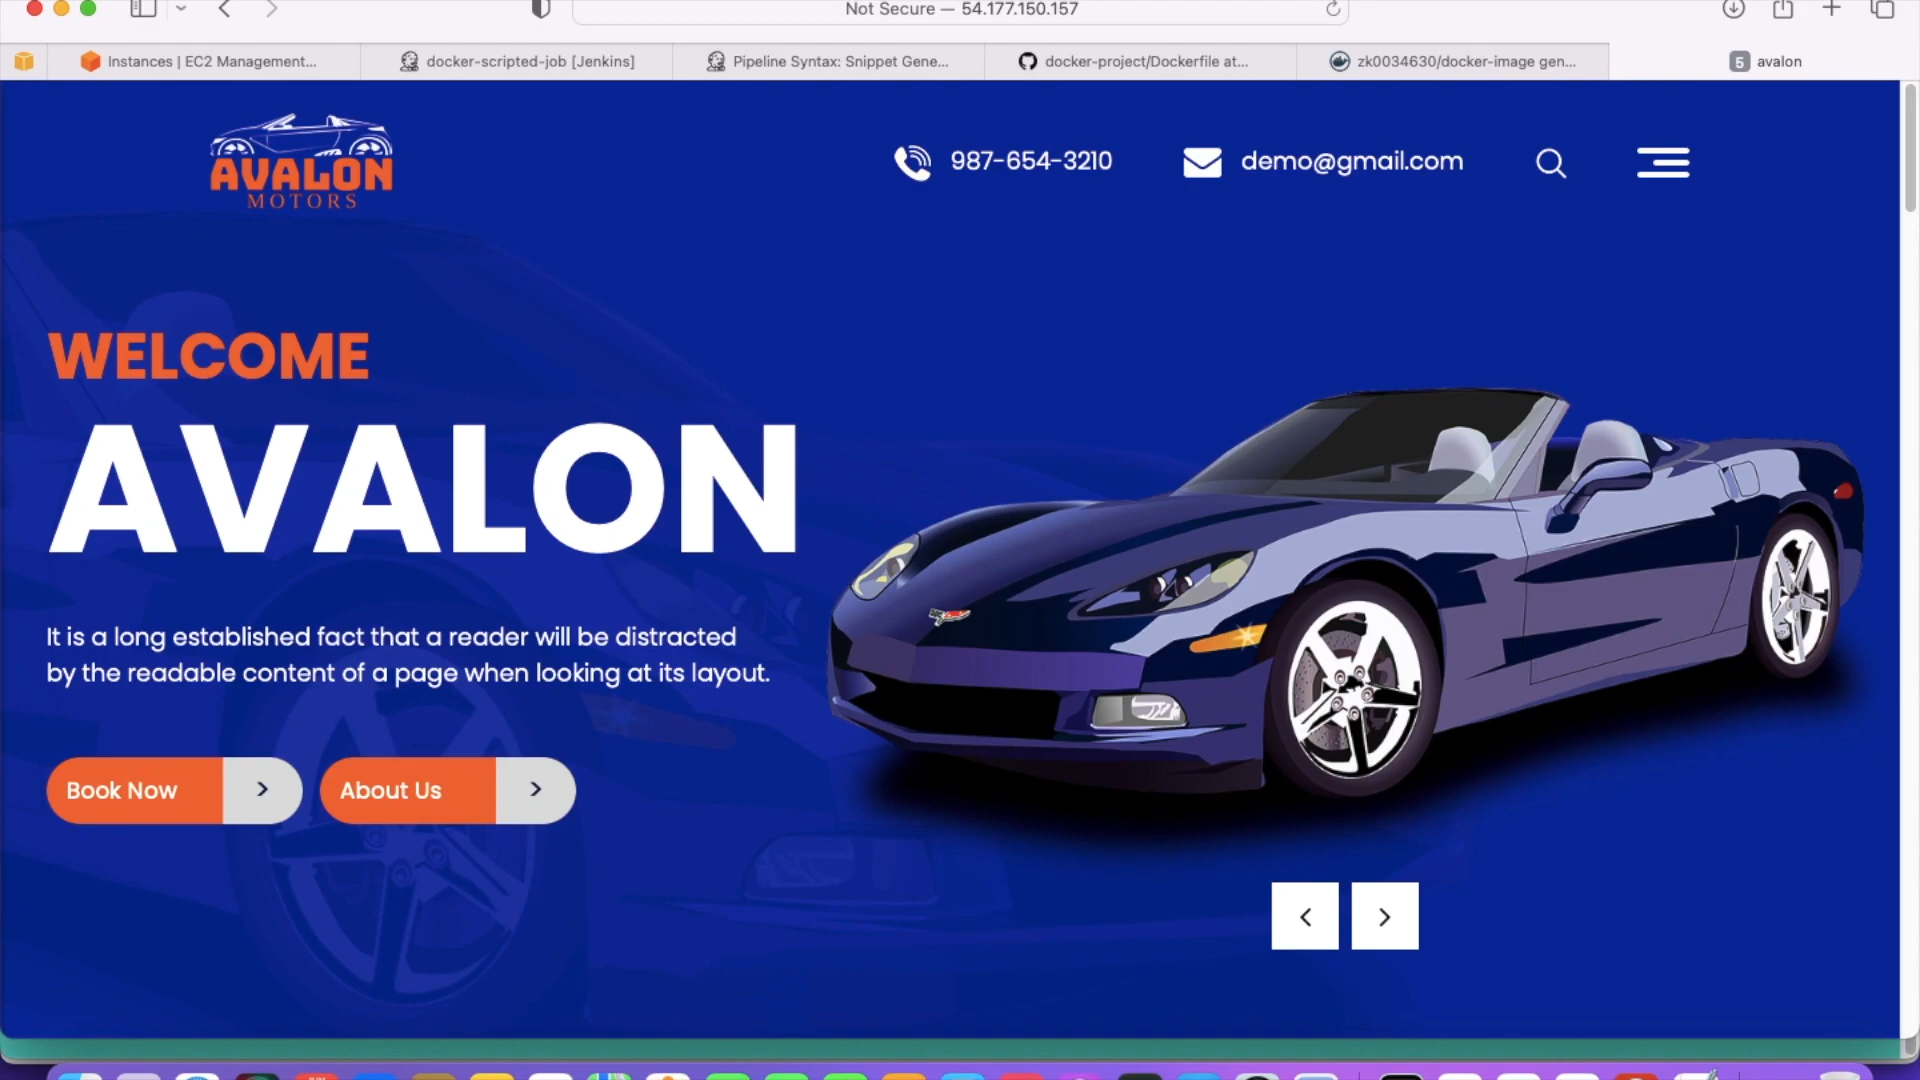 Not Secure — 54.177.150.157
Instances | EC2 Management...
docker-scripted-job [Jenkins]
Pipeline Syntax: Snippet Gene...
docker-project/Dockerfile at...
zk0034630/docker-image gen...
5 avalon
AVALON
MOTORS
987-654-3210
demo@gmail.com
WELCOME
AVALON
It is a long established fact that a reader will be distracted
by the readable content of a page when looking at its layout.
Book Now >
About Us >